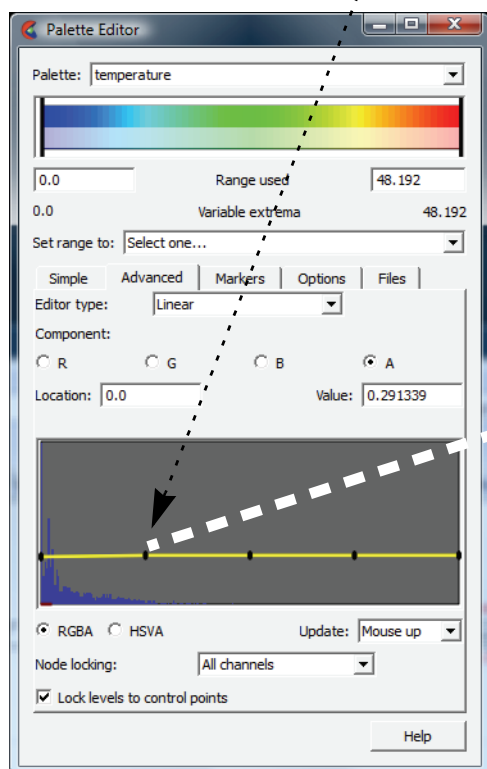 Palette Editor
Palette: temperature
0.0 Range used 48.192
0.0 Variable extrema 48.192
Set range to: Select one...
Simple Advanced Markers Options Files
Editor type: Linear
Component:
R G B A
Location: 0.0 Value: 0.291339
RGBA HSVA Update: Mouse up
Node locking: All channels
Lock levels to control points
Help